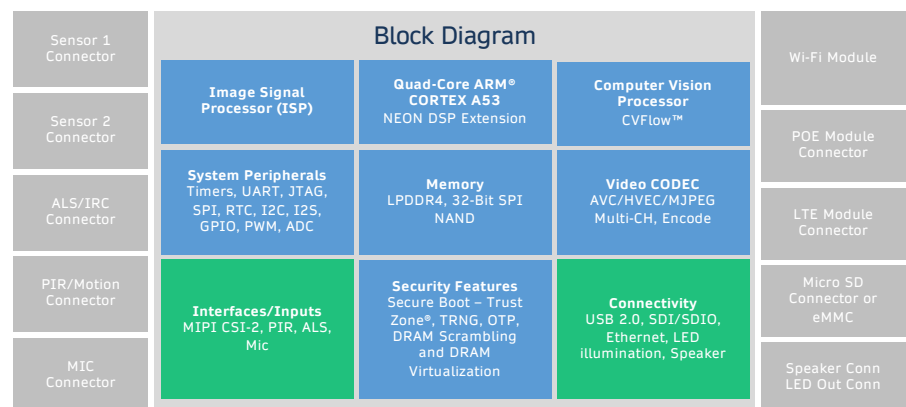 Block Diagram
Sensor 1
Connector
Sensor 2
Connector
ALS/IRC
Connector
PIR/Motion
Connector
MIC
Connector
Image Signal
Processor (ISP)
Quad-Core ARM®
CORTEX A53
NEON DSP Extension
Computer Vision
Processor
CVFlow™
System Peripherals
Timers, UART, JTAG,
SPI, RTC, I2C, I2S,
GPIO, PWM, ADC
Memory
LPDDR4, 32-Bit SPI
NAND
Video CODEC
AVC/HVEC/MJPEG
Multi-CH, Encode
Interfaces/Inputs
MIPI CSI-2, PIR, ALS,
Mic
Security Features
Secure Boot – Trust
Zone®, TRNG, OTP,
DRAM Scrambling
and DRAM
Virtualization
Connectivity
USB 2.0, SDI/SDIO,
Ethernet, LED
illumination, Speaker
Wi-Fi Module
POE Module
Connector
LTE Module
Connector
Micro SD
Connector or
eMMC
Speaker Conn
LED Out Conn